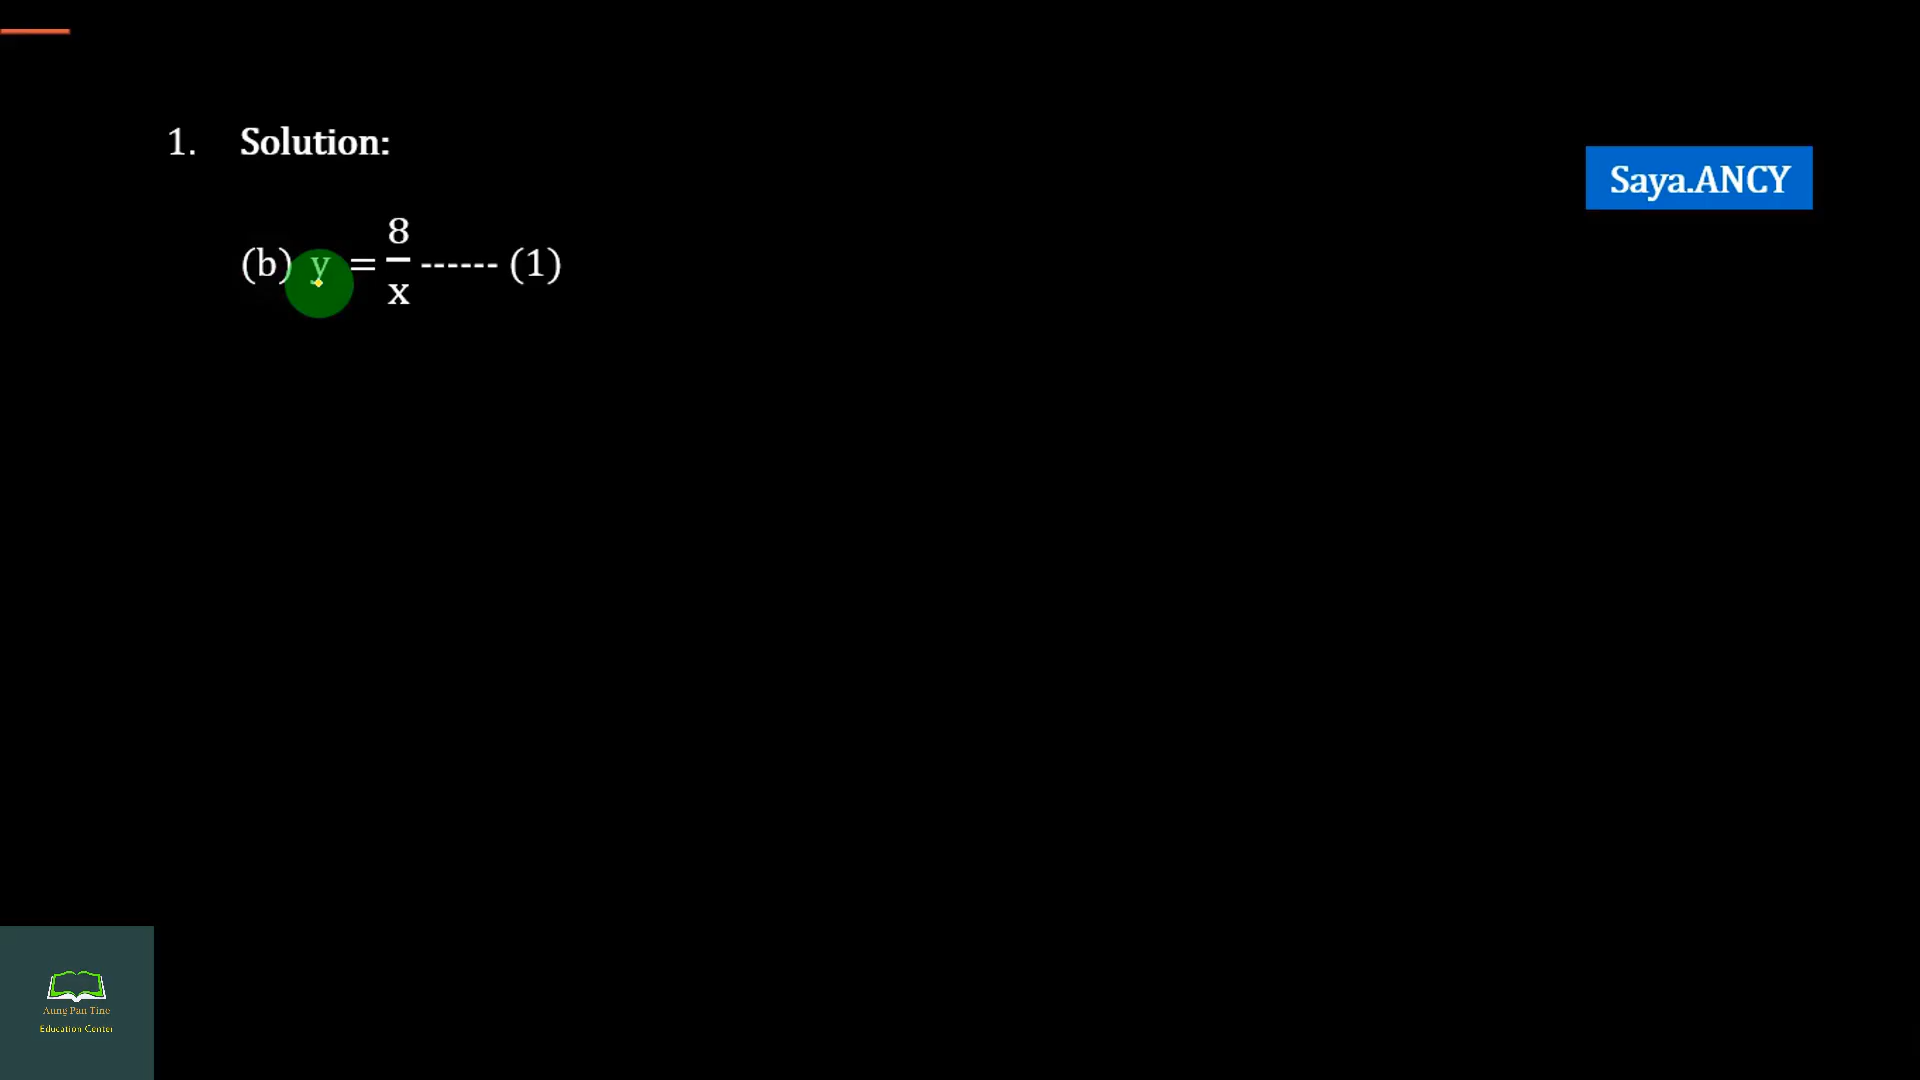 1. Solution:
Saya.ANCY
(b) y = 8/x ------ (1)
Aung Pan Tine
Education Center